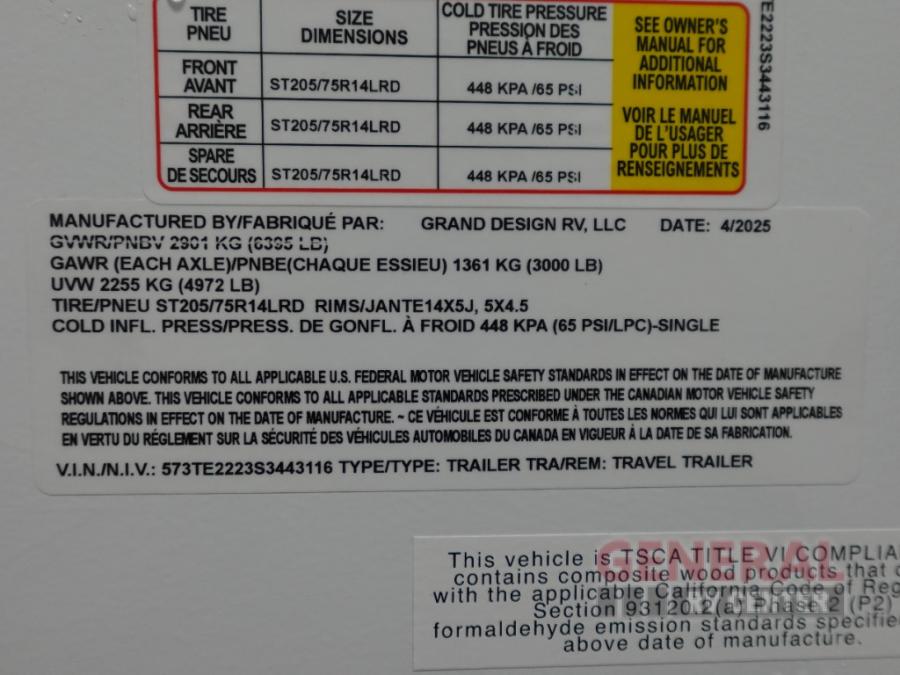 TIRE PNEU SIZE DIMENSIONS COLD TIRE PRESSURE PRESSION DES PNEUS À FROID
FRONT AVANT ST205/75R14LRD 448 KPA /65 PSI
REAR ARRIÈRE ST205/75R14LRD 448 KPA /65 PSI
SPARE DE SECOURS ST205/75R14LRD 448 KPA /65 PSI
SEE OWNER'S
MANUAL FOR
ADDITIONAL
INFORMATION
VOIR LE MANUEL
DE L'USAGER
POUR PLUS DE
RENSEIGNEMENTS
TE2223S3443116
MANUFACTURED BY/FABRIQUÉ PAR: GRAND DESIGN RV, LLC DATE: 4/2025
GVWR/PNBV 2901 KG (6395 LB)
GAWR (EACH AXLE)/PNBE(CHAQUE ESSIEU) 1361 KG (3000 LB)
UVW 2255 KG (4972 LB)
TIRE/PNEU ST205/75R14LRD RIMS/JANTE14X5J, 5X4.5
COLD INFL. PRESS/PRESS. DE GONFL. À FROID 448 KPA (65 PSI/LPC)-SINGLE
THIS VEHICLE CONFORMS TO ALL APPLICABLE U.S. FEDERAL MOTOR VEHICLE SAFETY STANDARDS IN EFFECT ON THE DATE OF MANUFACTURE
SHOWN ABOVE. THIS VEHICLE CONFORMS TO ALL APPLICABLE STANDARDS PRESCRIBED UNDER THE CANADIAN MOTOR VEHICLE SAFETY
REGULATIONS IN EFFECT ON THE DATE OF MANUFACTURE. ~ CE VÉHICULE EST CONFORME À TOUTES LES NORMES QUI LUI SONT APPLICABLES
EN VERTU DU RÉGLEMENT SUR LA SÉCURITÉ DES VÉHICULES AUTOMOBILES DU CANADA EN VIGUEUR À LA DATE DE SA FABRICATION.
V.I.N./N.I.V.: 573TE2223S3443116 TYPE/TYPE: TRAILER TRA/REM: TRAVEL TRAILER
This vehicle is TSCA TITLE VI COMPLIA
contains composite wood products that
with the applicable California Code of Reg
Section 93120.2(a) Phase 2 (P2)
formaldehyde emission standards specifie
above date of manufacture.
GENERAL
RV CENTER